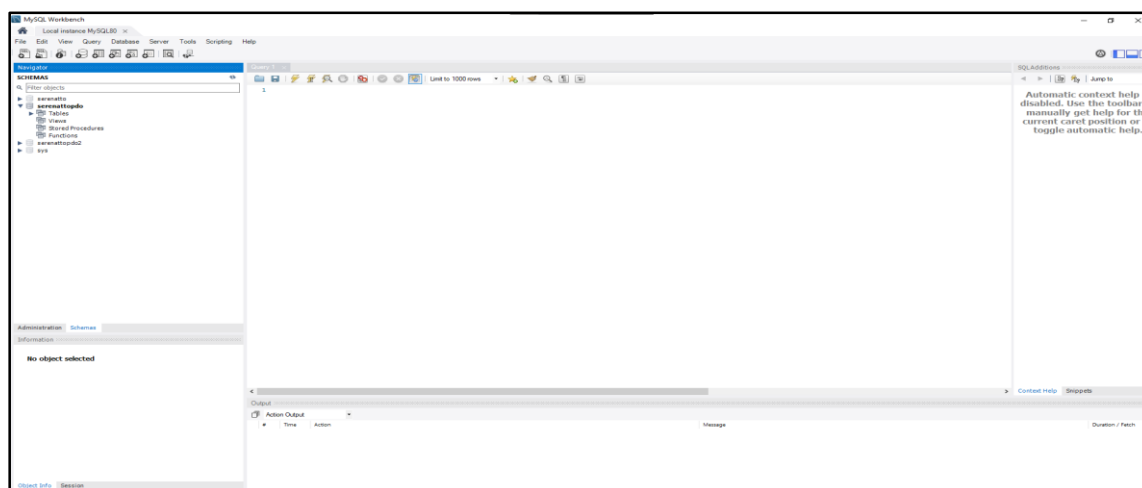 MySQL Workbench
Local instance MySQL80
File Edit View Query Database Server Tools Scripting Help
Navigator
SCHEMAS
Filter objects
serenatto
serenattopdo
Tables
Views
Stored Procedures
Functions
serenattopdo2
sys
Administration Schemas
Information
No object selected
Object Info Session
Query 1
Limit to 1000 rows
1
Output
Action Output
# Time Action Message Duration / Fetch
SQLAdditions
Jump to
Automatic context help
disabled. Use the toolbar
manually get help for th
current caret position or
toggle automatic help.
Context Help Snippets